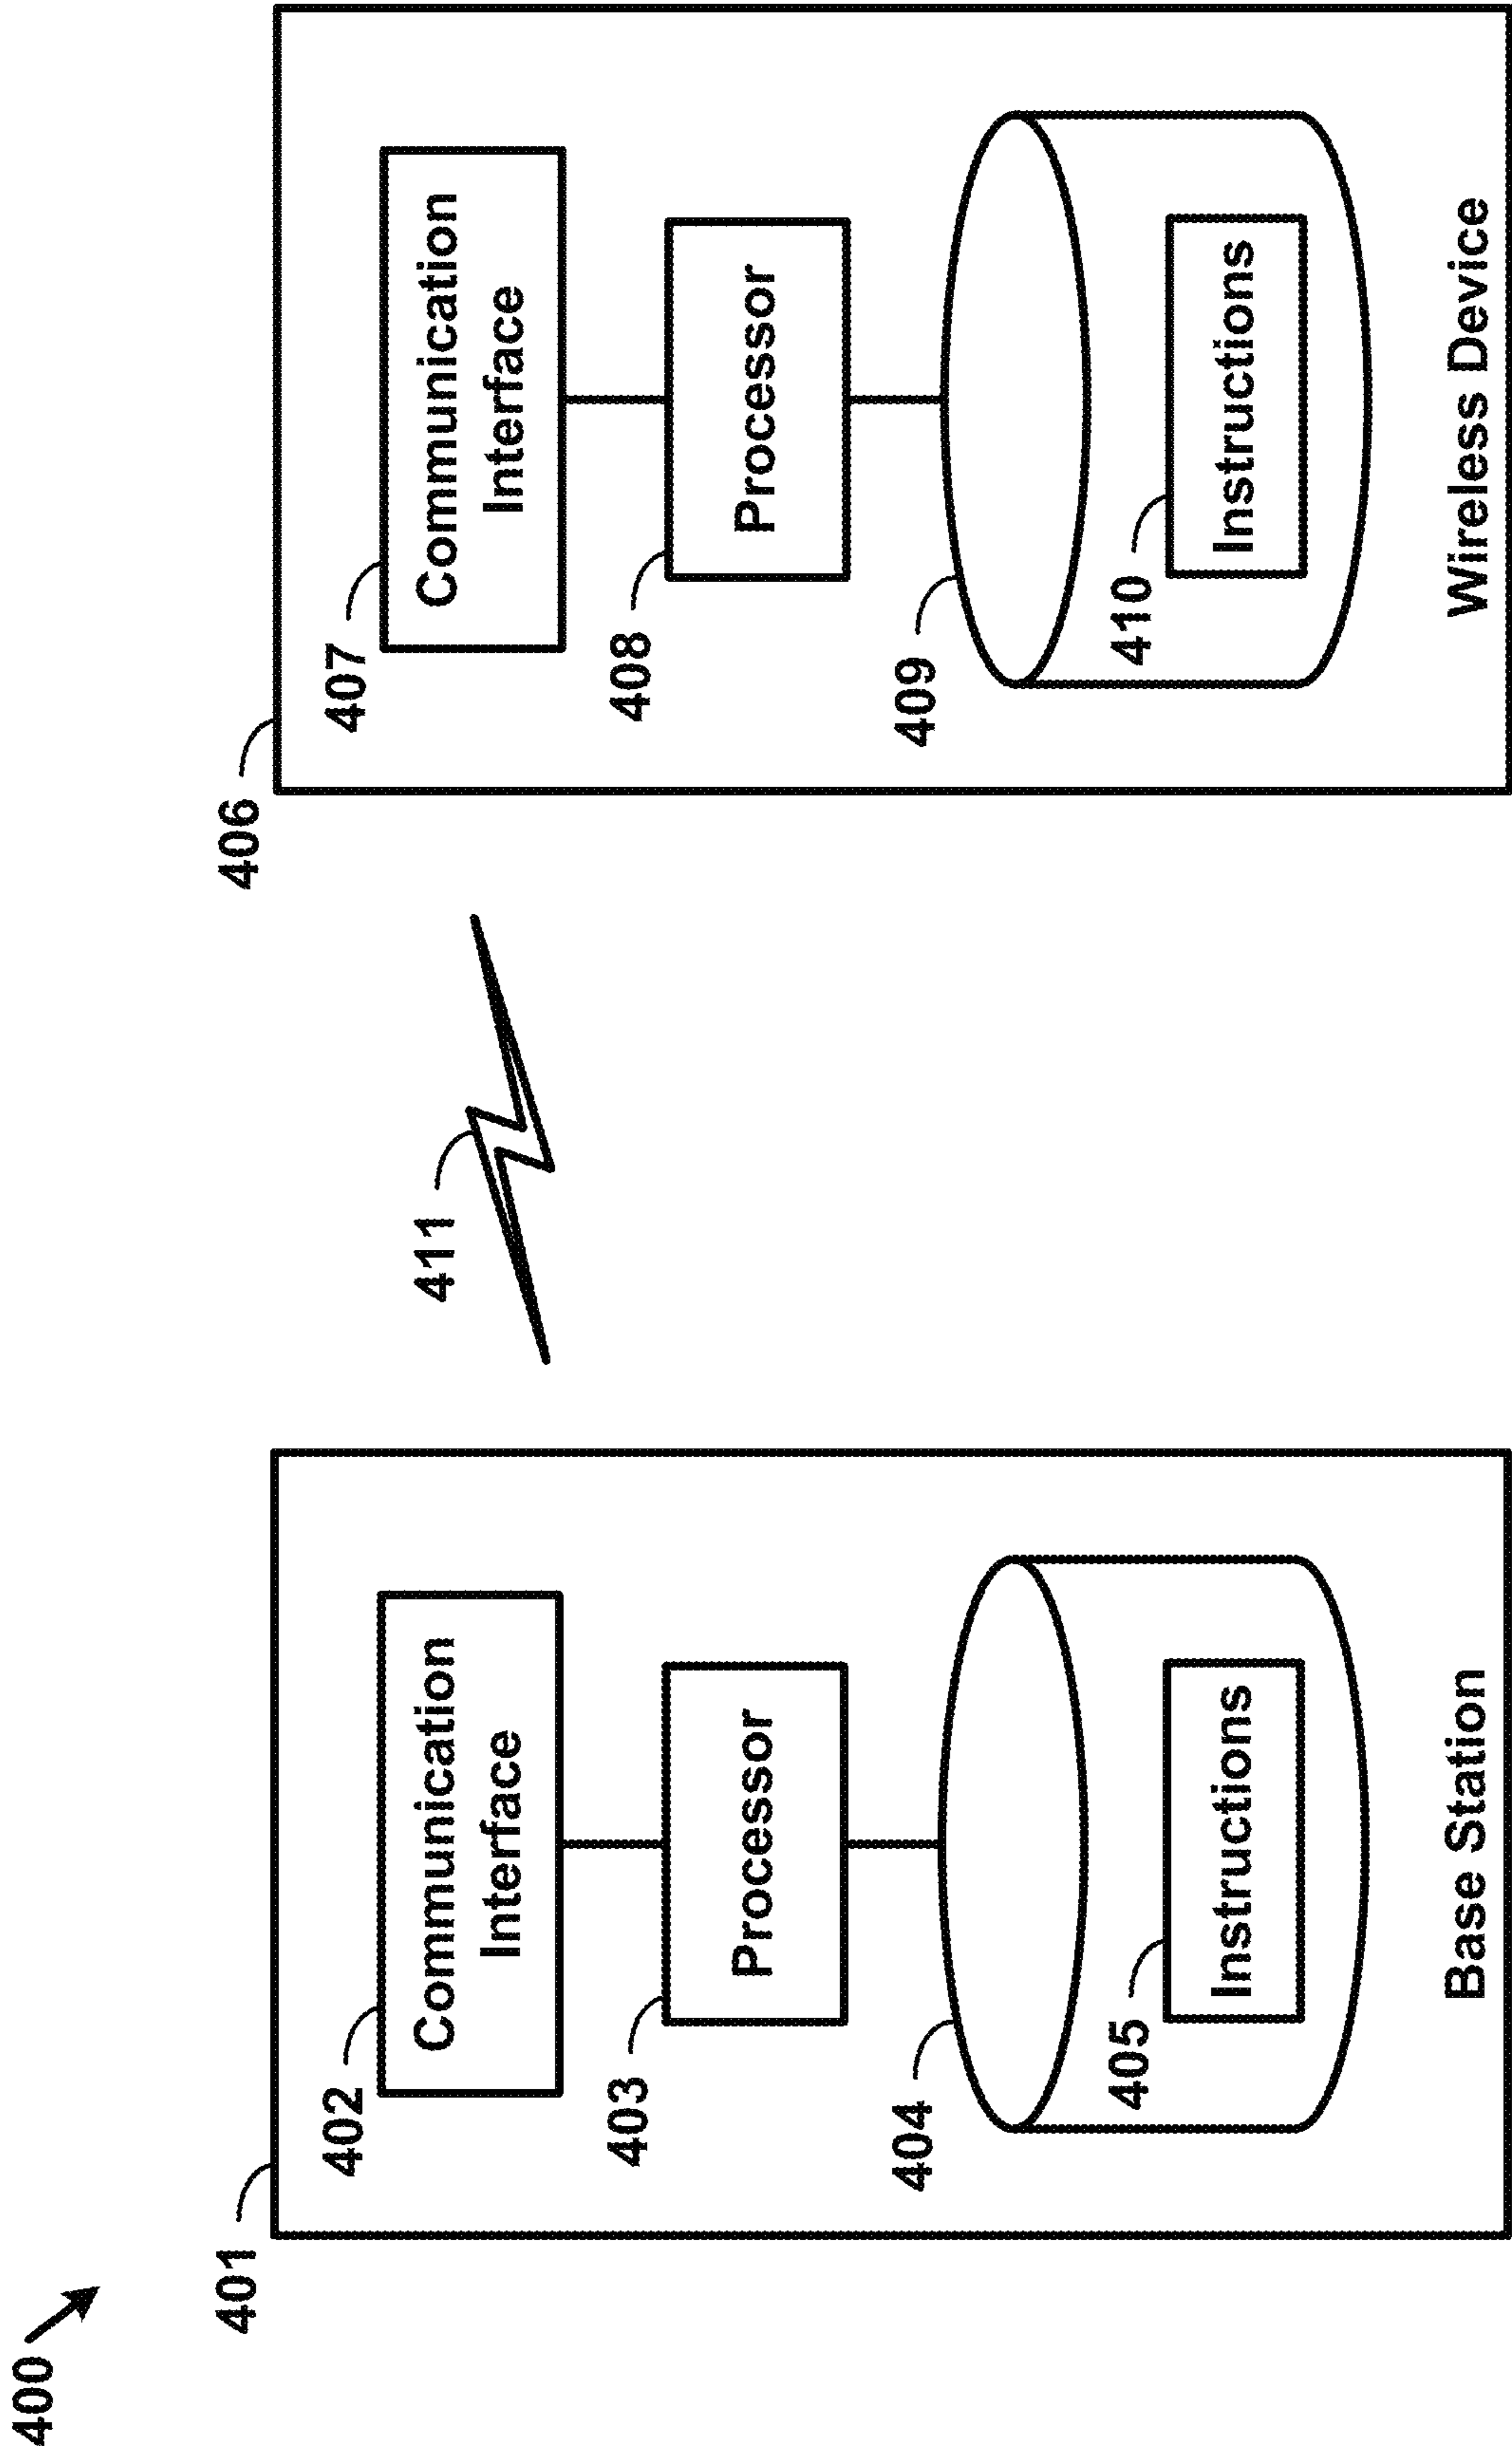 400
401
402
Communication
Interface
403
Processor
404
405
Instructions
Base Station
411
406
407
Communication
Interface
408
Processor
409
410
Instructions
Wireless Device